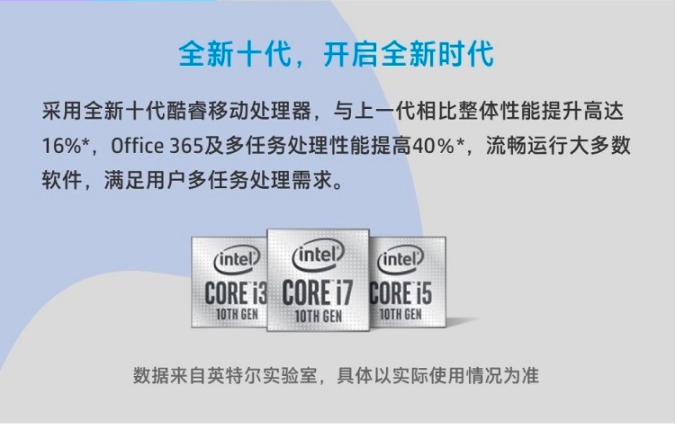 全新十代，开启全新时代
采用全新十代酷睿移动处理器，与上一代相比整体性能提升高达
16%*，Office 365及多任务处理性能提高40%*，流畅运行大多数
软件，满足用户多任务处理需求。
intel
CORE i3
10TH GEN
intel
CORE i7
10TH GEN
intel
CORE i5
10TH GEN
数据来自英特尔实验室，具体以实际使用情况为准